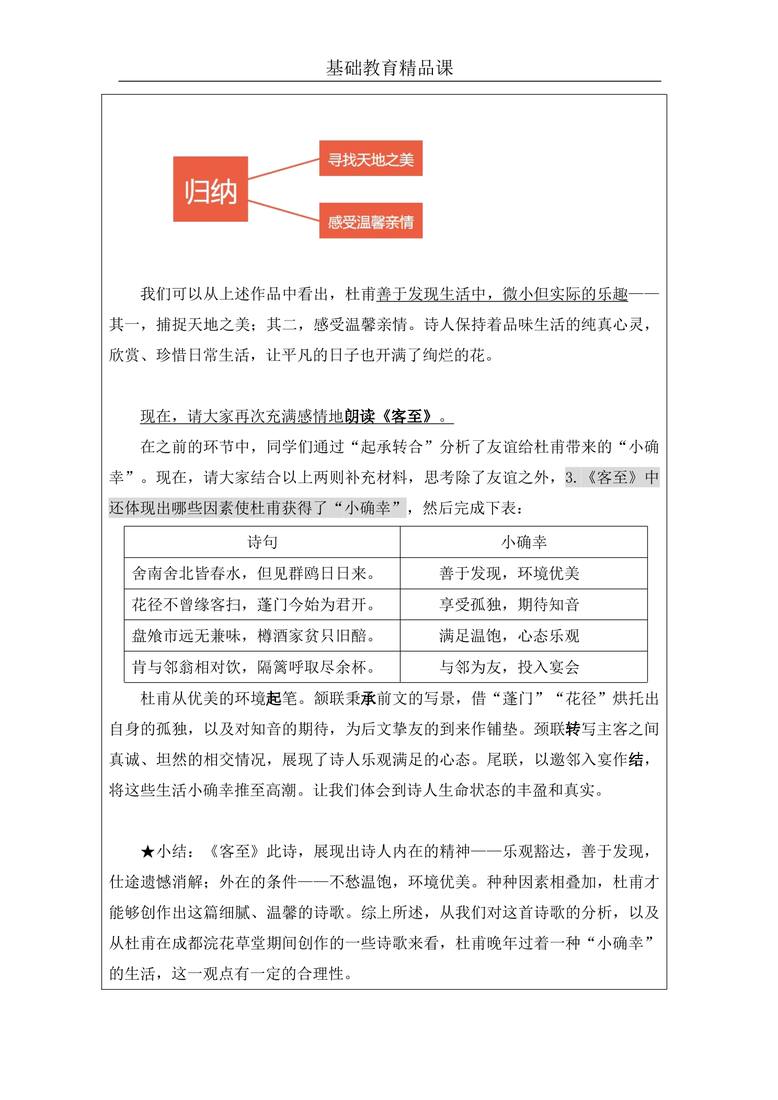 基础教育精品课
归纳
寻找天地之美
感受温馨亲情
我们可以从上述作品中看出，杜甫善于发现生活中，微小但实际的乐趣——
其一，捕捉天地之美；其二，感受温馨亲情。诗人保持着品味生活的纯真心灵，
欣赏、珍惜日常生活，让平凡的日子也开满了绚烂的花。
现在，请大家再次充满感情地朗读《客至》。
在之前的环节中，同学们通过“起承转合”分析了友谊给杜甫带来的“小确
幸”。现在，请大家结合以上两则补充材料，思考除了友谊之外，3.《客至》中
还体现出哪些因素使杜甫获得了“小确幸”，然后完成下表：
诗句 小确幸
舍南舍北皆春水，但见群鸥日日来。 善于发现，环境优美
花径不曾缘客扫，蓬门今始为君开。 享受孤独，期待知音
盘飧市远无兼味，樽酒家贫只旧醅。 满足温饱，心态乐观
肯与邻翁相对饮，隔篱呼取尽余杯。 与邻为友，投入宴会
杜甫从优美的环境起笔。颔联秉承前文的写景，借“蓬门”“花径”烘托出
自身的孤独，以及对知音的期待，为后文挚友的到来作铺垫。颈联转写主客之间
真诚、坦然的相交情况，展现了诗人乐观满足的心态。尾联，以邀邻入宴作结，
将这些生活小确幸推至高潮。让我们体会到诗人生命状态的丰盈和真实。
★小结：《客至》此诗，展现出诗人内在的精神——乐观豁达，善于发现，
仕途遗憾消解；外在的条件——不愁温饱，环境优美。种种因素相叠加，杜甫才
能够创作出这篇细腻、温馨的诗歌。综上所述，从我们对这首诗歌的分析，以及
从杜甫在成都浣花草堂期间创作的一些诗歌来看，杜甫晚年过着一种“小确幸”
的生活，这一观点有一定的合理性。